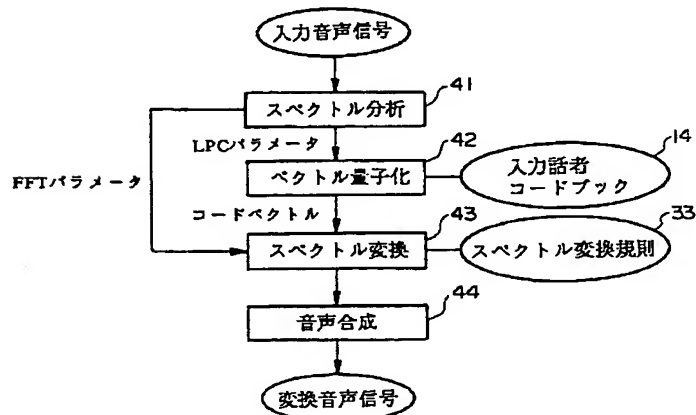 入力音声信号
41
スペクトル分析
LPCパラメータ
42
14
FFTパラメータ
ベクトル量子化
入力話者
コードブック
コードベクトル
43
33
スペクトル変換
スペクトル変換規則
44
音声合成
変換音声信号